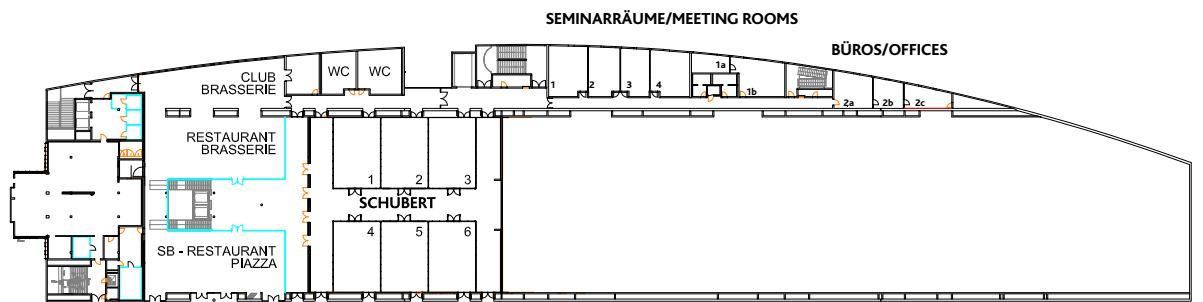 SEMINARRÄUME/MEETING ROOMS
BÜROS/OFFICES
CLUB
BRASSERIE
WC
WC
1
2
3
4
1a
1b
2a
2b
2c
RESTAURANT
BRASSERIE
1
2
3
SCHUBERT
4
5
6
SB - RESTAURANT
PIAZZA